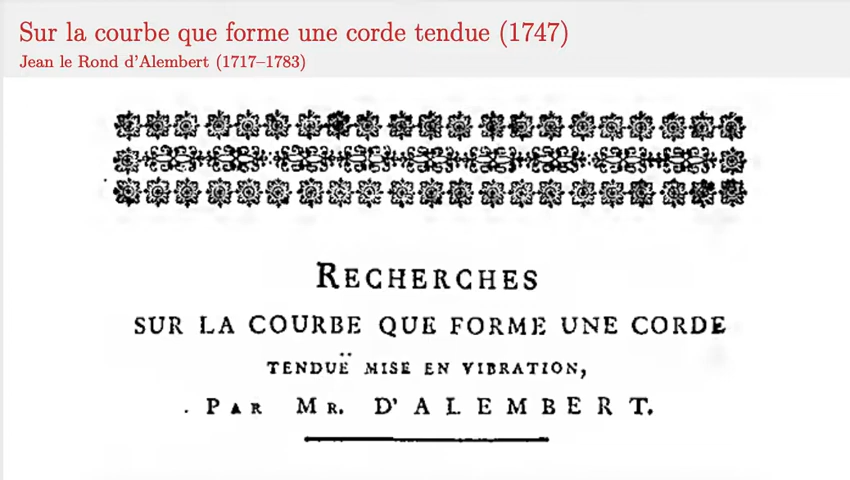 Sur la courbe que forme une corde tendue (1747)
Jean le Rond d'Alembert (1717–1783)
RECHERCHES
SUR LA COURBE QUE FORME UNE CORDE
TENDUË MISE EN VIBRATION,
PAR MR. D'ALEMBERT.